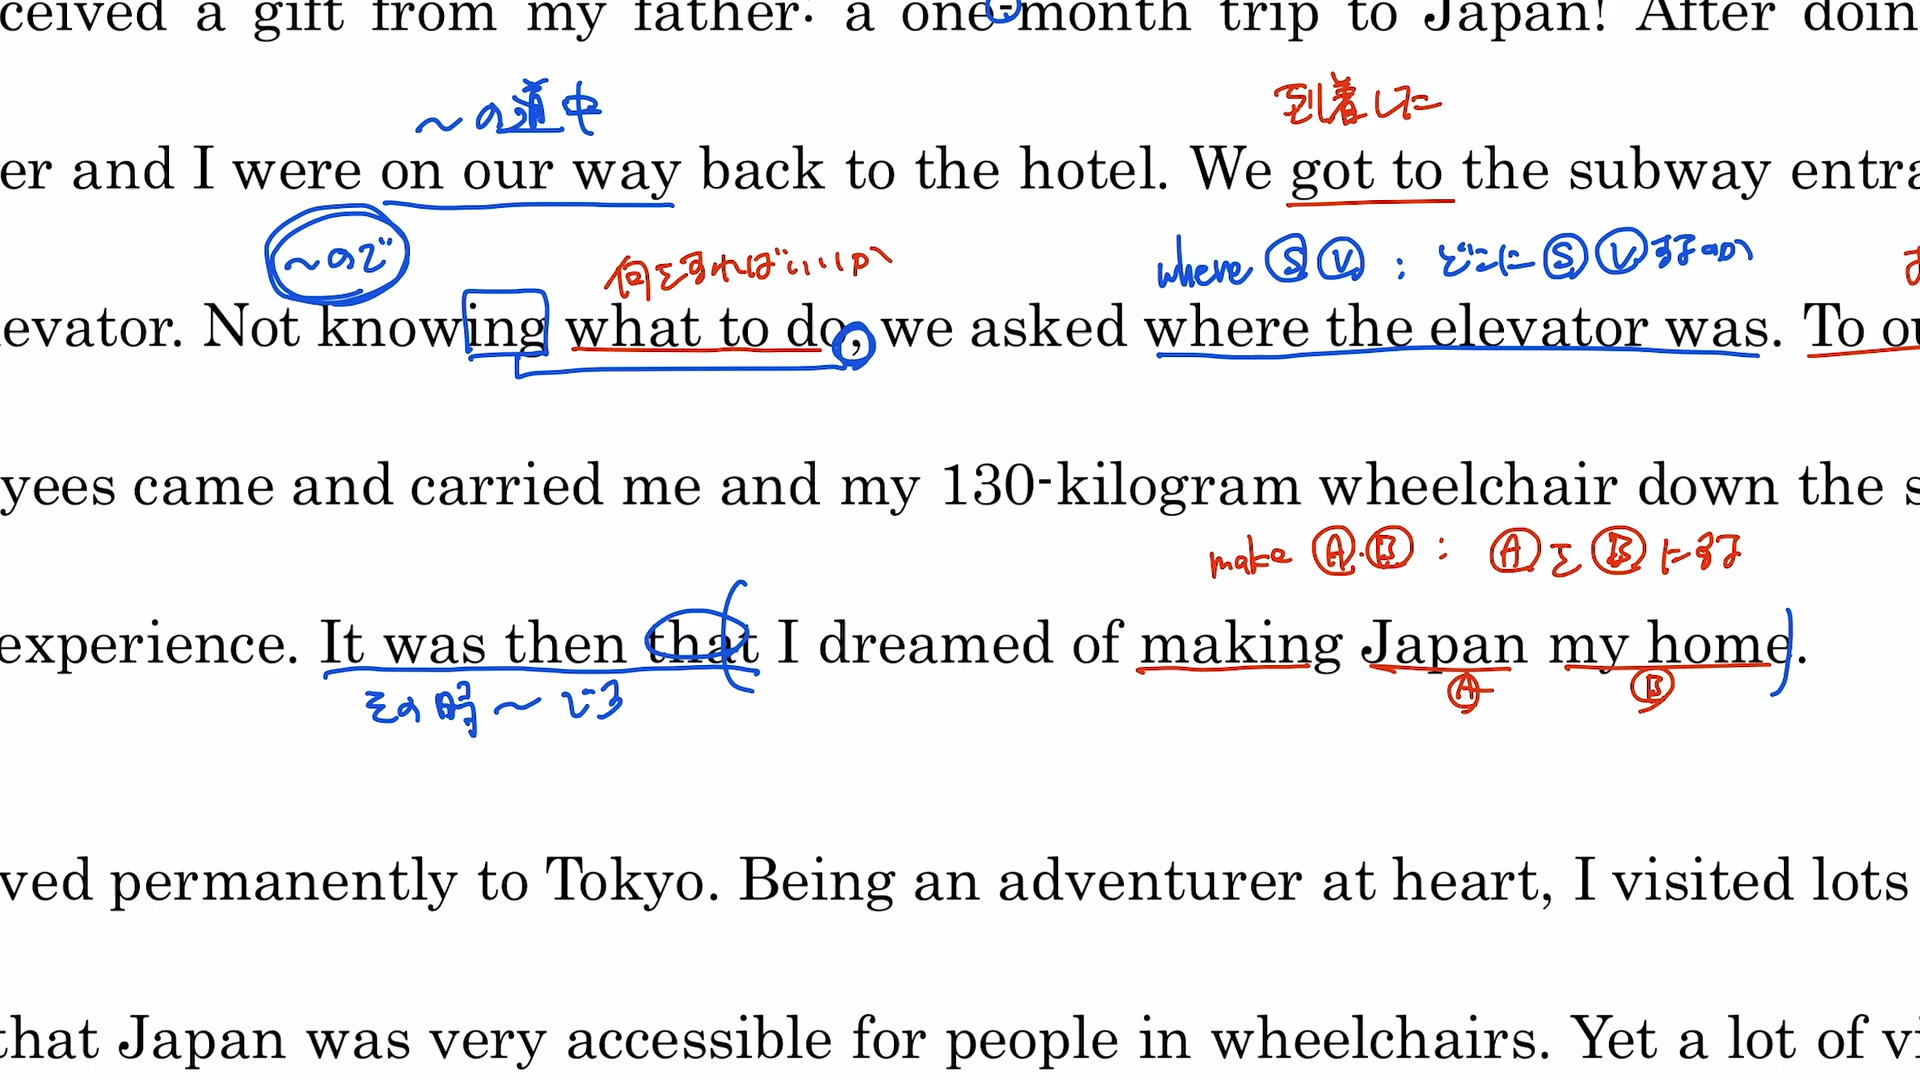 ceived a gift from my father: a one-month trip to Japan! After doin
〜の道中 到着した
er and I were on our way back to the hotel. We got to the subway entra
〜ので 何をすればいいか where Ⓢ Ⓥ : どこに Ⓢ Ⓥ するのか
levator. Not knowing what to do, we asked where the elevator was. To ou
yees came and carried me and my 130-kilogram wheelchair down the s
make Ⓐ・Ⓑ : Ⓐを Ⓑにする
experience. It was then that I dreamed of making Japan my home.
その時〜 Ⓐ Ⓑ
ved permanently to Tokyo. Being an adventurer at heart, I visited lots
that Japan was very accessible for people in wheelchairs. Yet a lot of vi